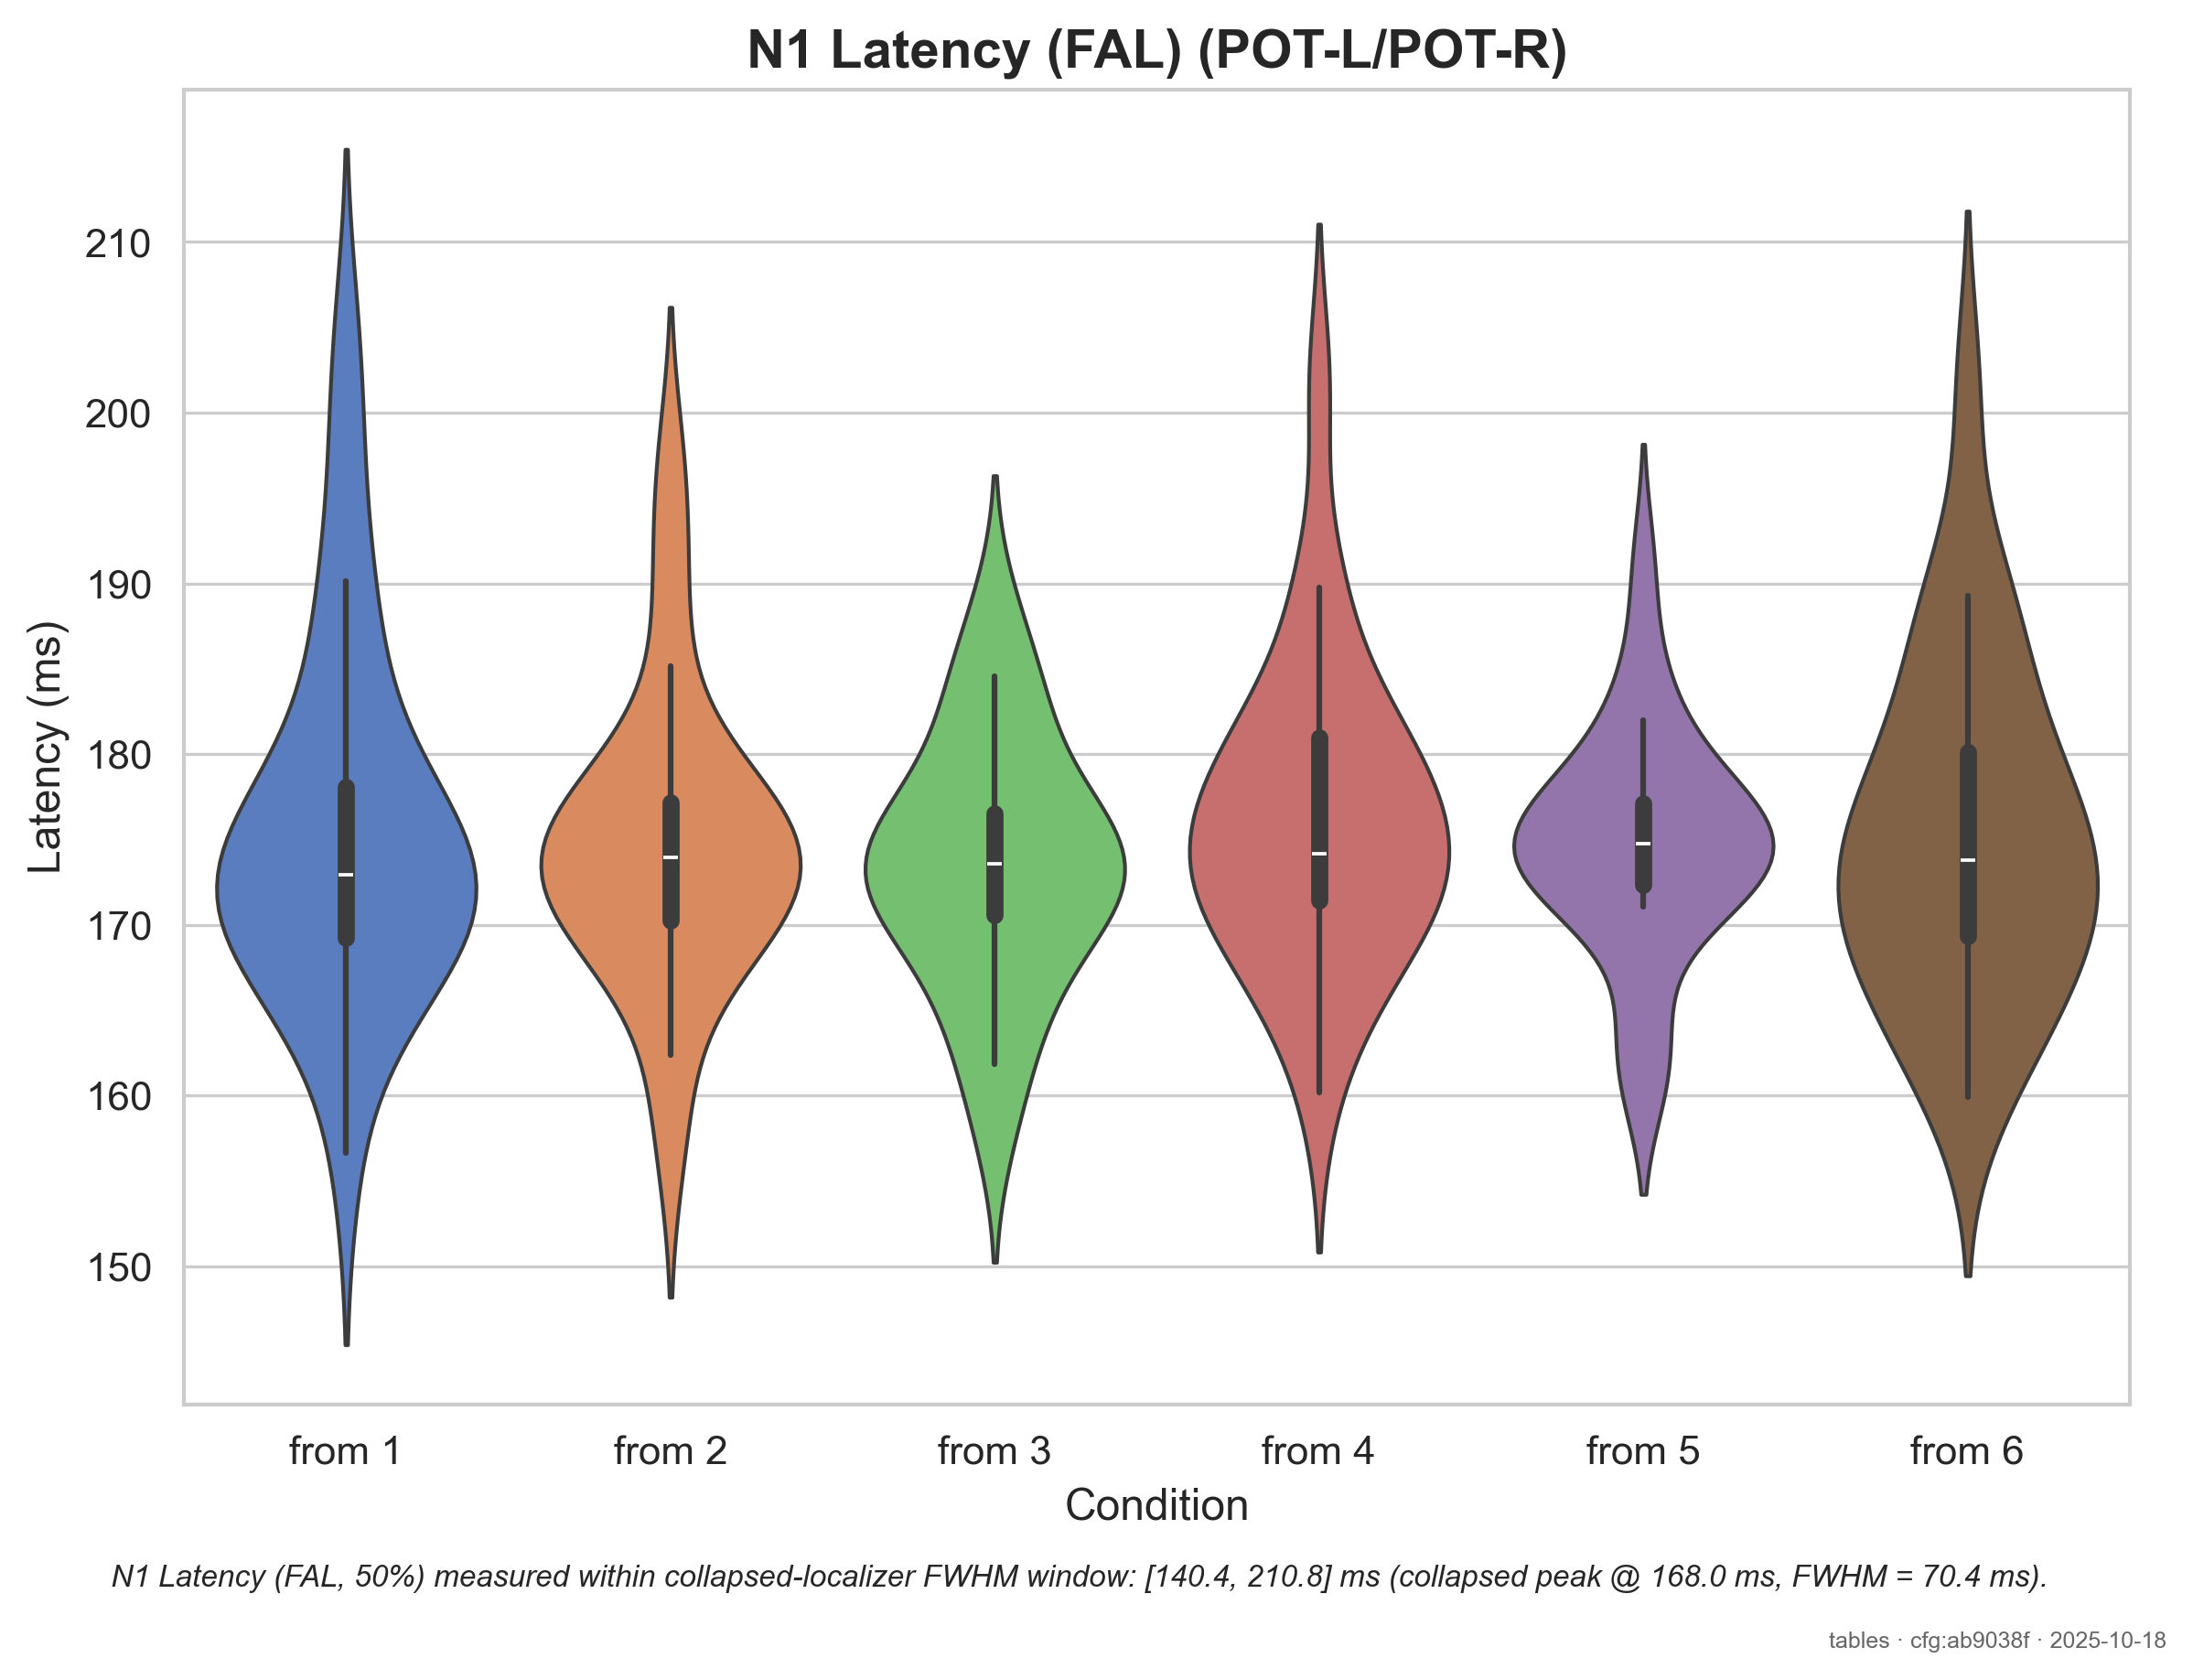 N1 Latency (FAL) (POT-L/POT-R)
Latency (ms)
210
200
190
180
170
160
150
from 1
from 2
from 3
from 4
from 5
from 6
Condition
N1 Latency (FAL, 50%) measured within collapsed-localizer FWHM window: [140.4, 210.8] ms (collapsed peak @ 168.0 ms, FWHM = 70.4 ms).
tables · cfg:ab9038f · 2025-10-18